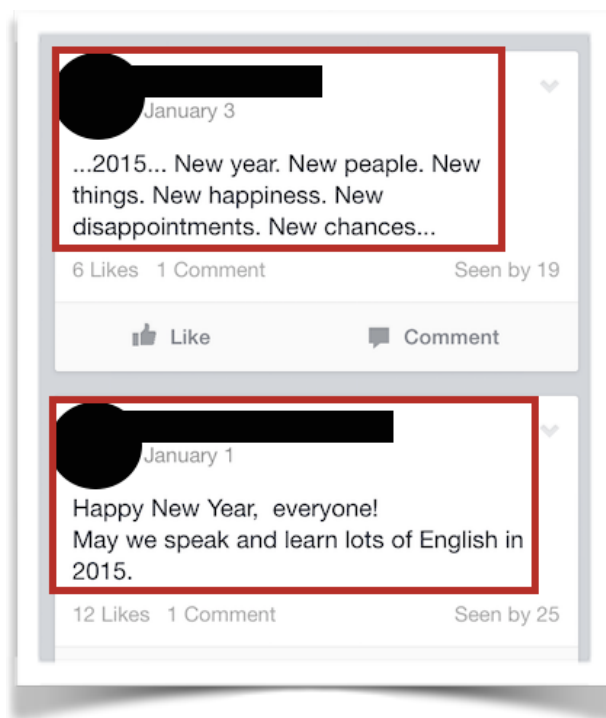 January 3
...2015... New year. New peaple. New
things. New happiness. New
disappointments. New chances...
6 Likes 1 Comment Seen by 19
Like Comment
January 1
Happy New Year,  everyone!
May we speak and learn lots of English in
2015.
12 Likes 1 Comment Seen by 25